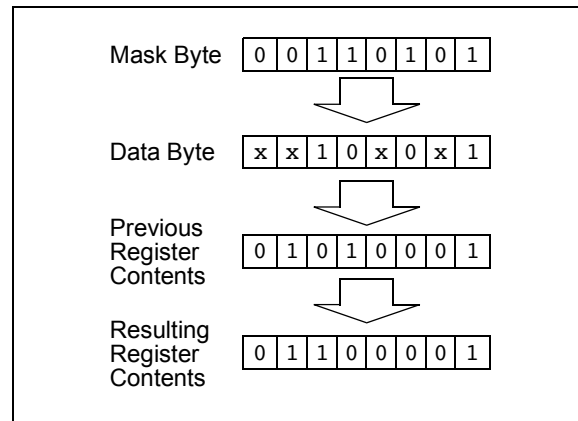 Mask Byte 0 0 1 1 0 1 0 1
Data Byte x x 1 0 x 0 x 1
Previous
Register 0 1 0 1 0 0 0 1
Contents
Resulting
Register 0 1 1 0 0 0 0 1
Contents